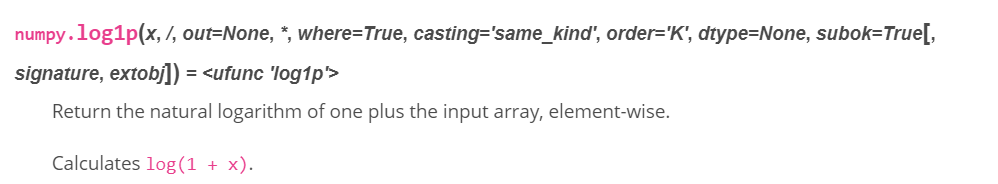 numpy.log1p(x, /, out=None, *, where=True, casting='same_kind', order='K', dtype=None, subok=True[,
signature, extobj]) = <ufunc 'log1p'>
Return the natural logarithm of one plus the input array, element-wise.
Calculates log(1 + x).